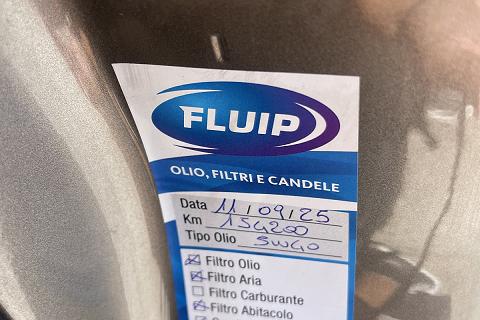 FLUIP
OLIO, FILTRI E CANDELE
Data 11/09/25
Km 154200
Tipo Olio 5W40
Filtro Olio
Filtro Aria
Filtro Carburante
Filtro Abitacolo